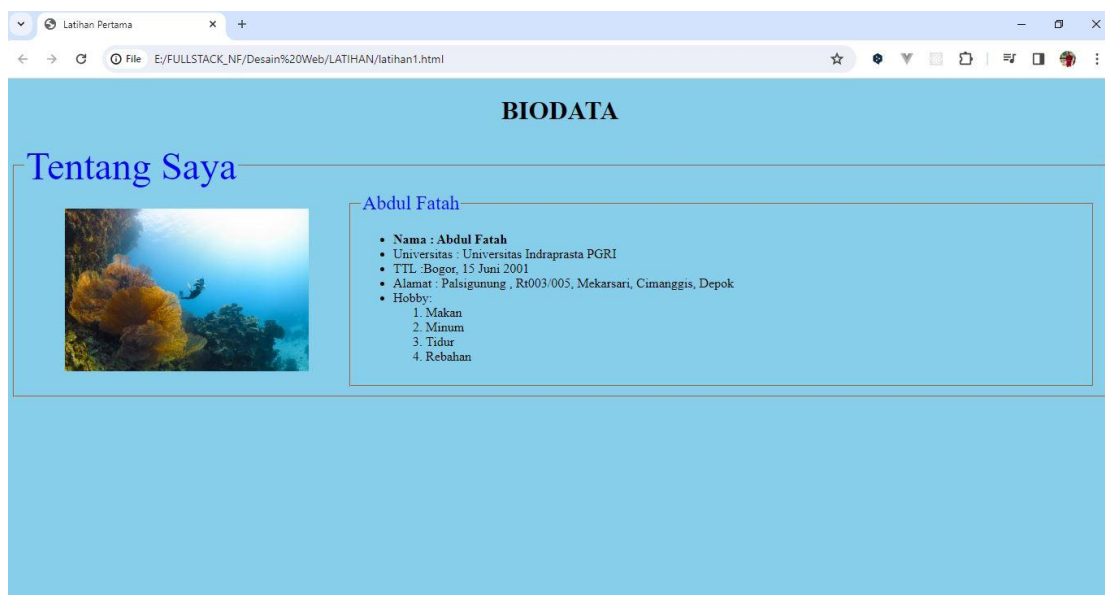 Latihan Pertama
File E:/FULLSTACK_NF/Desain%20Web/LATIHAN/latihan1.html
BIODATA
Tentang Saya
Abdul Fatah
Nama : Abdul Fatah
Universitas : Universitas Indraprasta PGRI
TTL :Bogor, 15 Juni 2001
Alamat : Palsigunung , Rt003/005, Mekarsari, Cimanggis, Depok
Hobby:
1. Makan
2. Minum
3. Tidur
4. Rebahan